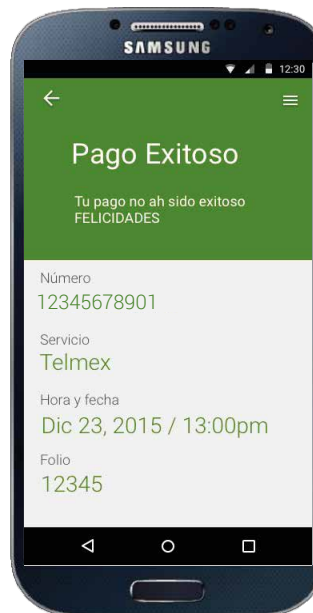 SAMSUNG
12:30
Pago Exitoso
Tu pago no ah sido exitoso
FELICIDADES
Número
12345678901
Servicio
Telmex
Hora y fecha
Dic 23, 2015 / 13:00pm
Folio
12345